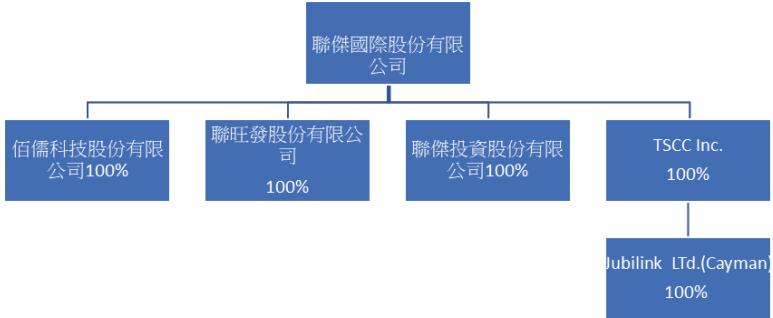 聯傑國際股份有限
公司
佰儒科技股份有限
公司100%
聯旺發股份有限公
司
100%
聯傑投資股份有限
公司100%
TSCC Inc.
100%
Jubilink LTd.(Cayman)
100%